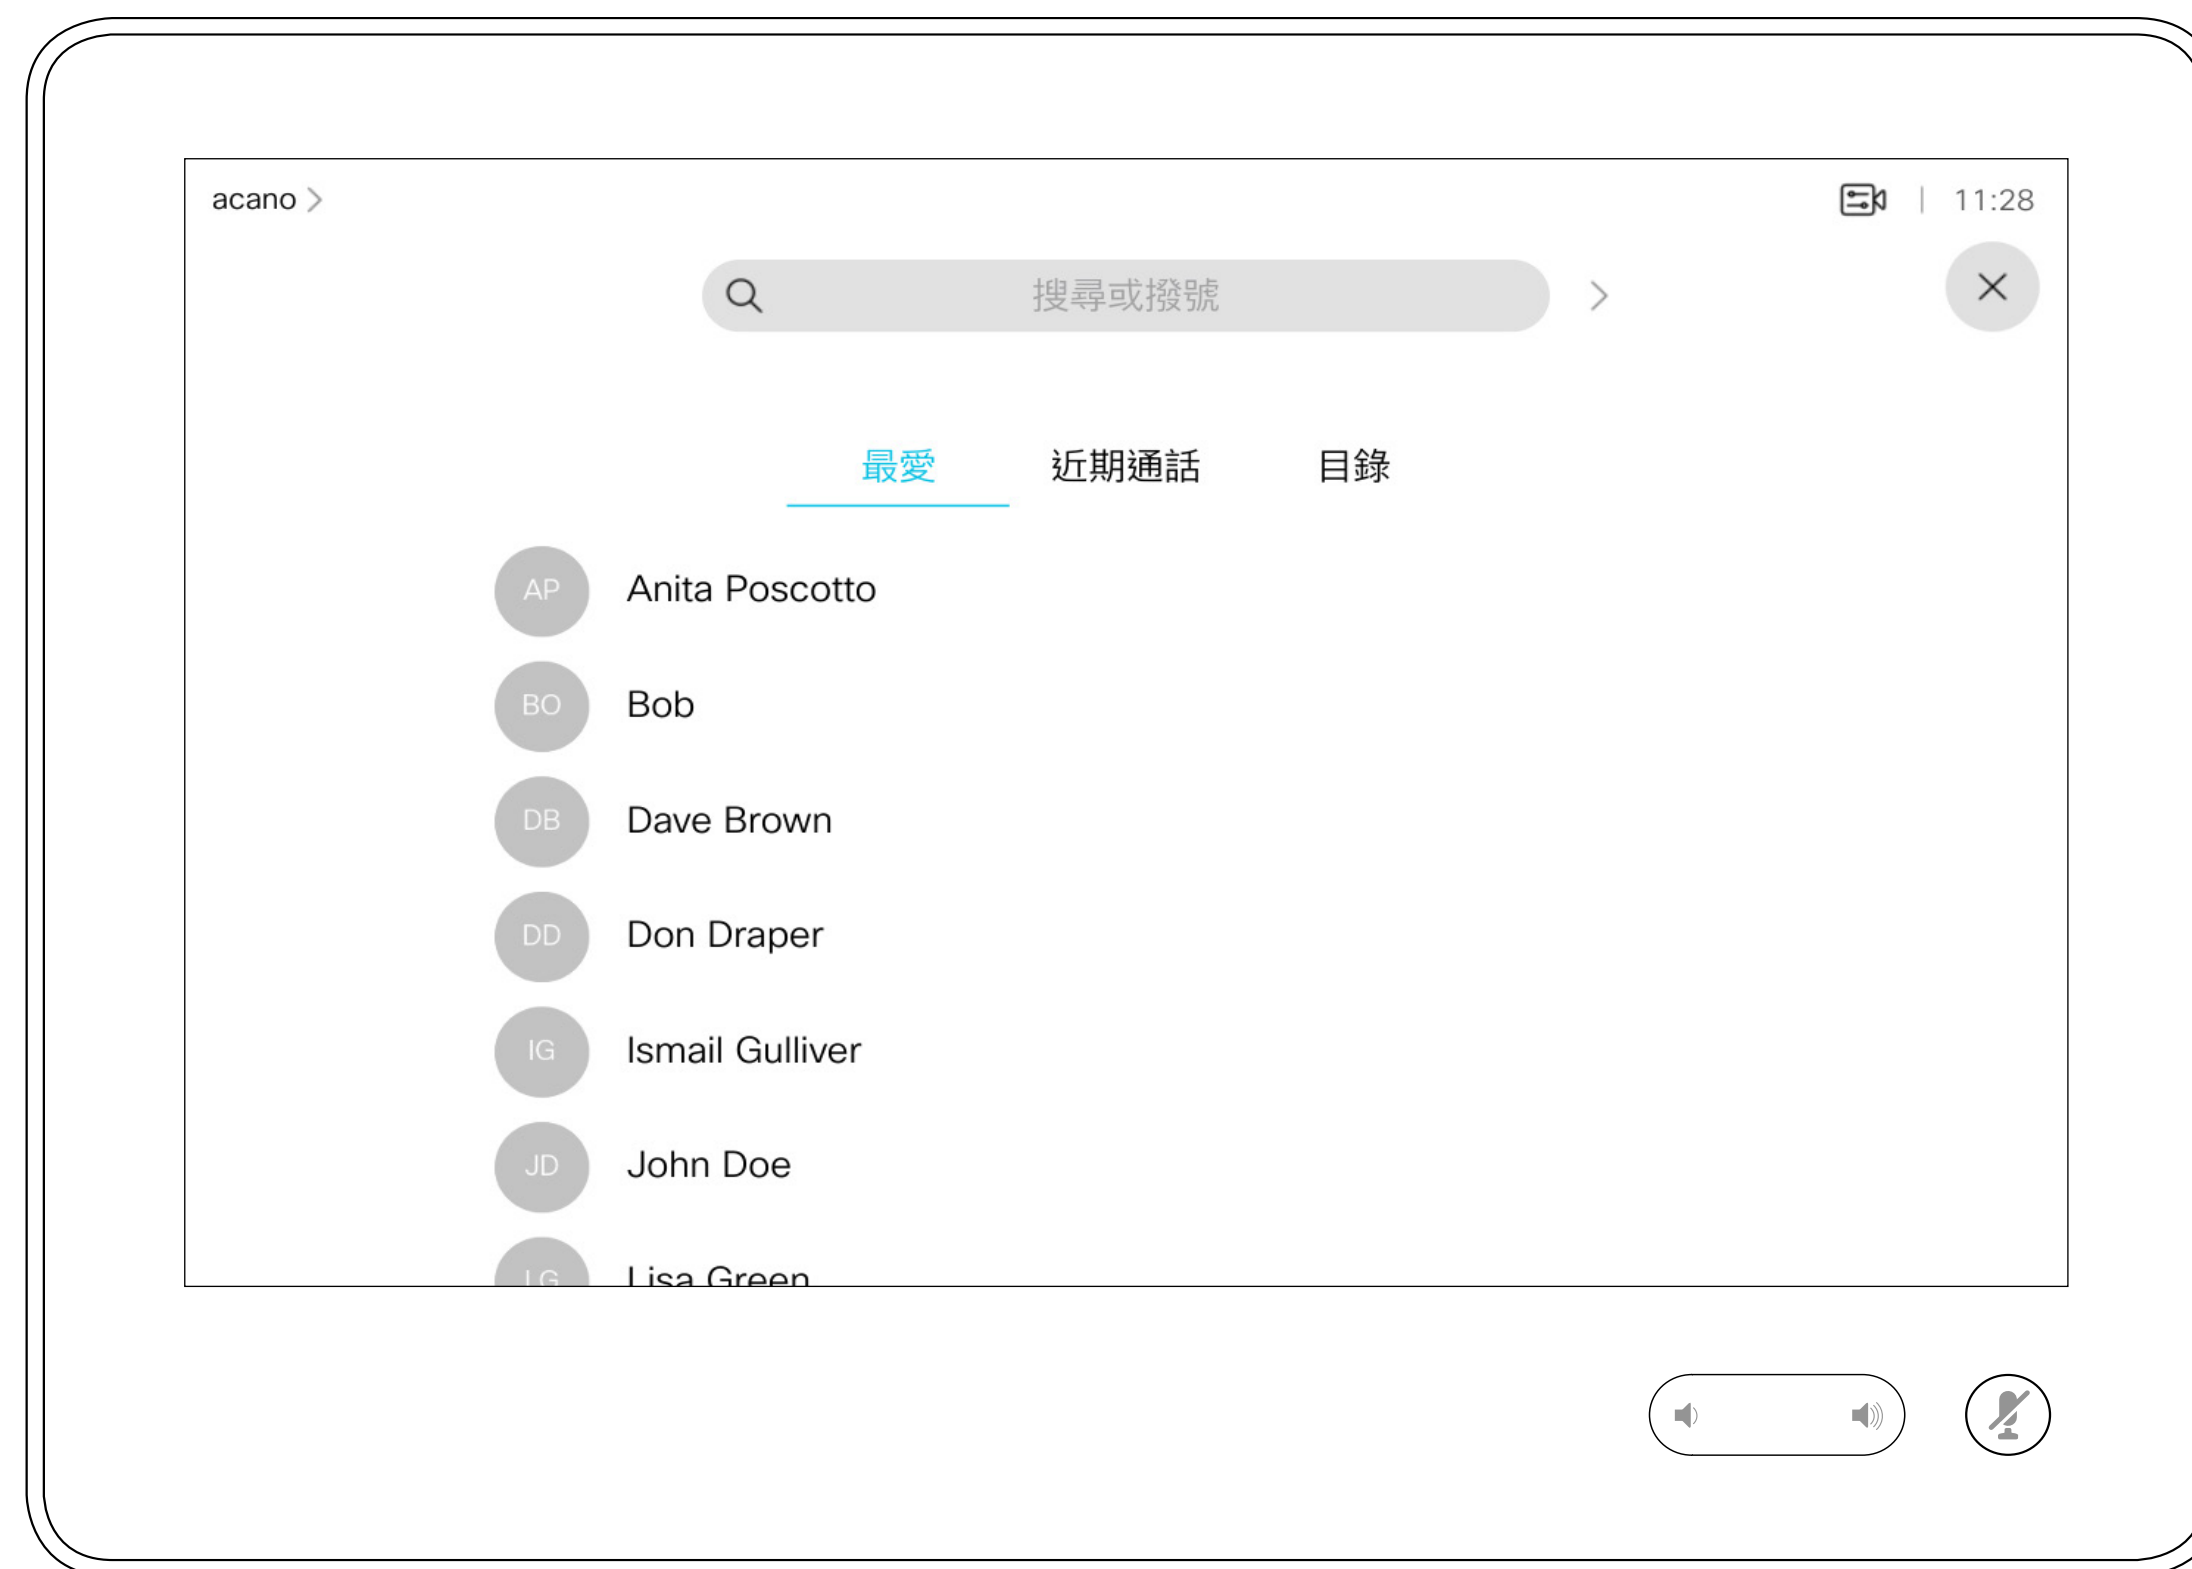 acano
11:28
搜尋或撥號
最愛 近期通話 目錄
AP Anita Poscotto
BO Bob
DB Dave Brown
DD Don Draper
IG Ismail Gulliver
JD John Doe
LG Lisa Green